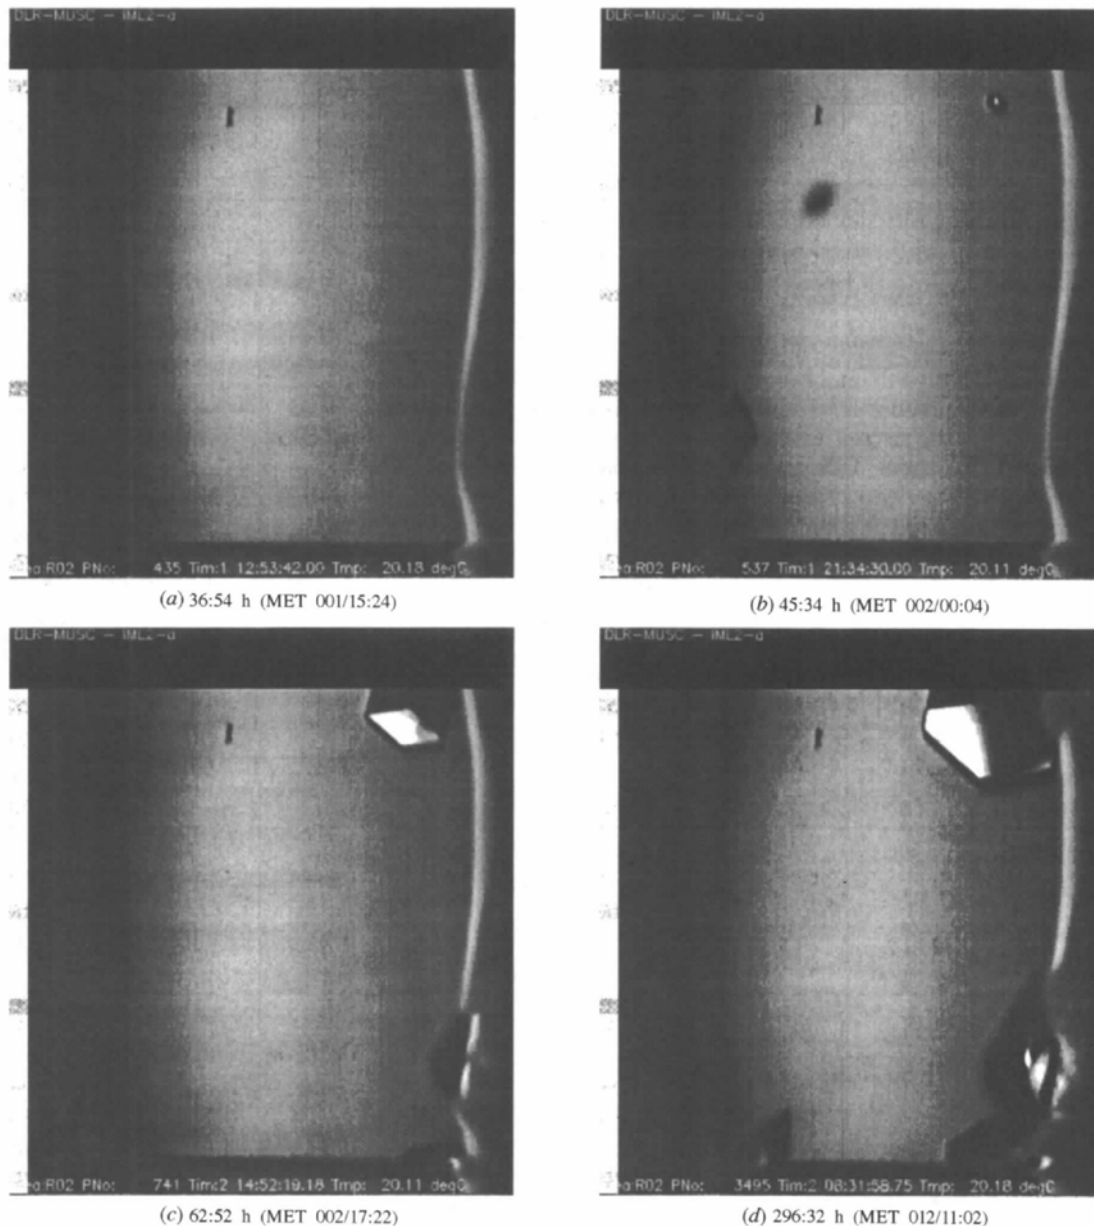 DLR-MUSC - IML2-a
DLR-MUSC - IML2-a
ea:R02 PNo: 435 Tim:1 12:53:42.00 Tmp: 20.18 degC
ea:R02 PNo: 537 Tim:1 21:34:30.00 Tmp: 20.11 degC
(a) 36:54 h (MET 001/15:24)
(b) 45:34 h (MET 002/00:04)
DLR-MUSC - IML2-a
DLR-MUSC - IML2-a
ea:R02 PNo: 741 Tim:2 14:52:19.18 Tmp: 20.11 degC
3495 Tim:2 08:31:58.75 Tmp: 20.18 degC
(c) 62:52 h (MET 002/17:22)
(d) 296:32 h (MET 012/11:02)